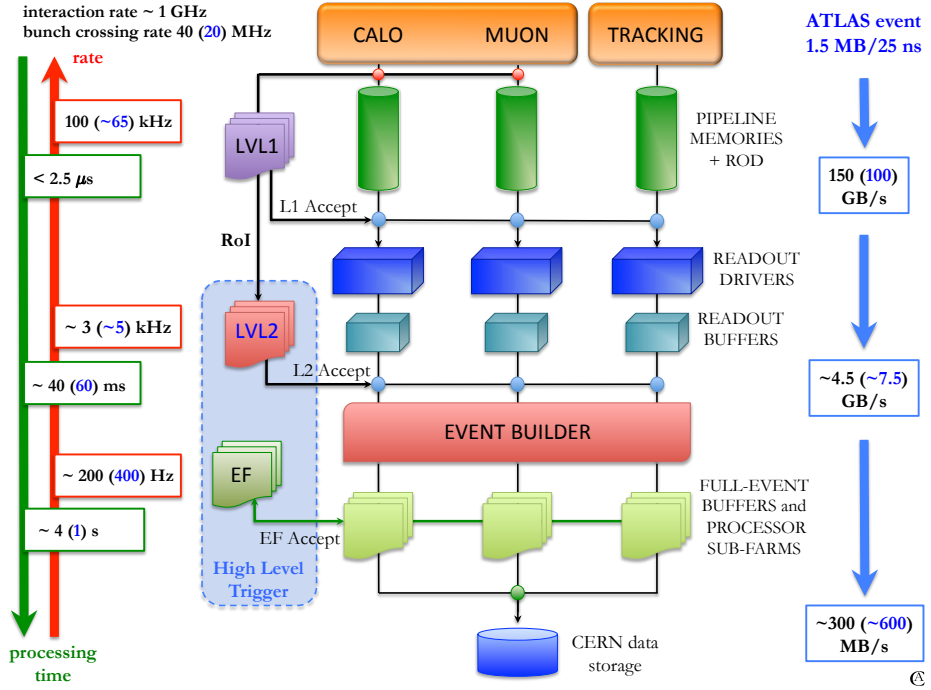 interaction rate ~ 1 GHz
bunch crossing rate 40 (20) MHz
rate
CALO
MUON
TRACKING
ATLAS event
1.5 MB/25 ns
100 (~65) kHz
LVL1
PIPELINE
MEMORIES
+ ROD
< 2.5 μs
150 (100)
GB/s
L1 Accept
RoI
READOUT
DRIVERS
~ 3 (~5) kHz
LVL2
READOUT
BUFFERS
L2 Accept
~ 40 (60) ms
~4.5 (~7.5)
GB/s
EVENT BUILDER
~ 200 (400) Hz
EF
FULL-EVENT
BUFFERS and
PROCESSOR
SUB-FARMS
~ 4 (1) s
EF Accept
High Level
Trigger
~300 (~600)
MB/s
CERN data
storage
processing
time